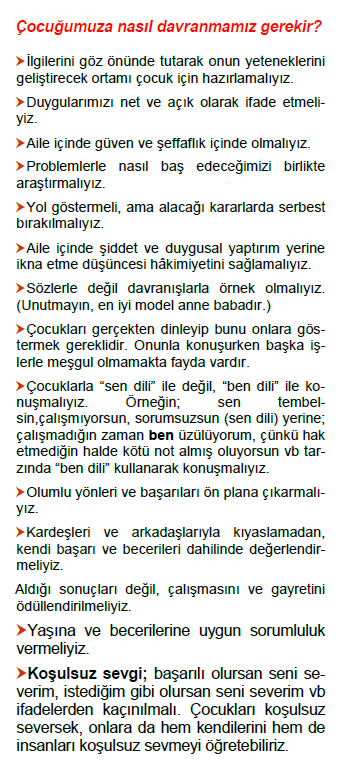 Çocuğumuza nasıl davranmamız gerekir?
➤İlgilerini göz önünde tutarak onun yeteneklerini
geliştirecek ortamı çocuk için hazırlamalıyız.
➤Duygularımızı net ve açık olarak ifade etmeli-
yiz.
➤Aile içinde güven ve şeffaflık içinde olmalıyız.
➤Problemlerle nasıl baş edeceğimizi birlikte
araştırmalıyız.
➤Yol göstermeli, ama alacağı kararlarda serbest
bırakılmalıyız.
➤Aile içinde şiddet ve duygusal yaptırım yerine
ikna etme düşüncesi hâkimiyetini sağlamalıyız.
➤Sözlerle değil davranışlarla örnek olmalıyız.
(Unutmayın, en iyi model anne babadır.)
➤Çocukları gerçekten dinleyip bunu onlara gös-
termek gereklidir. Onunla konuşurken başka iş-
lerle meşgul olmamakta fayda vardır.
➤Çocuklarla “sen dili” ile değil, “ben dili” ile ko-
nuşmalıyız. Örneğin; sen tembel-
sin,çalışmıyorsun, sorumsuzsun (sen dili) yerine;
çalışmadığın zaman ben üzülüyorum, çünkü hak
etmediğin halde kötü not almış oluyorsun vb tar-
zında “ben dili” kullanarak konuşmalıyız.
➤Olumlu yönleri ve başarıları ön plana çıkarmalı-
yız.
➤Kardeşleri ve arkadaşlarıyla kıyaslamadan,
kendi başarı ve becerileri dahilinde değerlendir-
meliyiz.
Aldığı sonuçları değil, çalışmasını ve gayretini
ödüllendirilmeliyiz.
➤Yaşına ve becerilerine uygun sorumluluk
vermeliyiz.
➤Koşulsuz sevgi; başarılı olursan seni se-
verim, istediğim gibi olursan seni severim vb
ifadelerden kaçınılmalı. Çocukları koşulsuz
seversek, onlara da hem kendilerini hem de
insanları koşulsuz sevmeyi öğretebiliriz.